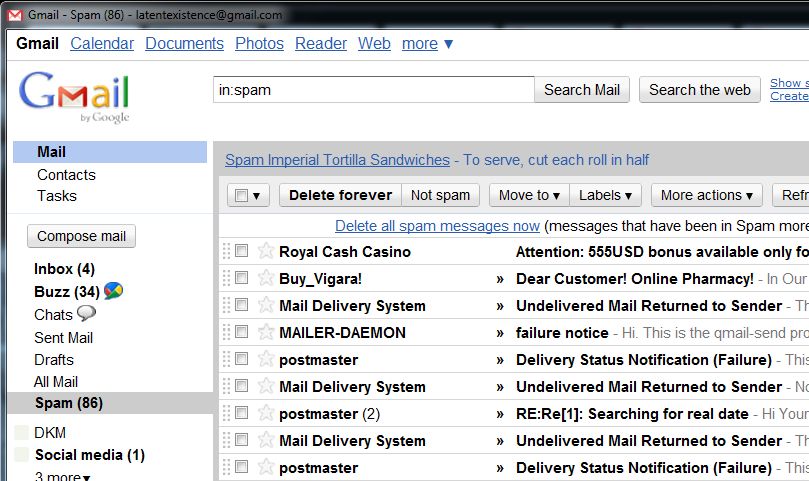 Gmail - Spam (86) - latentexistence@gmail.com
Gmail Calendar Documents Photos Reader Web more ▼
Gmail
by Google
in:spam Search Mail Search the web Show s
Create
Mail
Contacts
Tasks
Compose mail
Inbox (4)
Buzz (34)
Chats
Sent Mail
Drafts
All Mail
Spam (86)
DKM
Social media (1)
3 more▼
Spam Imperial Tortilla Sandwiches - To serve, cut each roll in half
Delete forever Not spam Move to ▼ Labels ▼ More actions ▼ Refr
Delete all spam messages now (messages that have been in Spam more
Royal Cash Casino Attention: 555USD bonus available only fo
Buy_Vigara! » Dear Customer! Online Pharmacy! - In Our
Mail Delivery System » Undelivered Mail Returned to Sender - Th
MAILER-DAEMON » failure notice - Hi. This is the qmail-send pro
postmaster » Delivery Status Notification (Failure) - This
Mail Delivery System » Undelivered Mail Returned to Sender - No
postmaster (2) » RE:Re[1]: Searching for real date - Hi Your
Mail Delivery System » Undelivered Mail Returned to Sender - Th
postmaster » Delivery Status Notification (Failure) - This